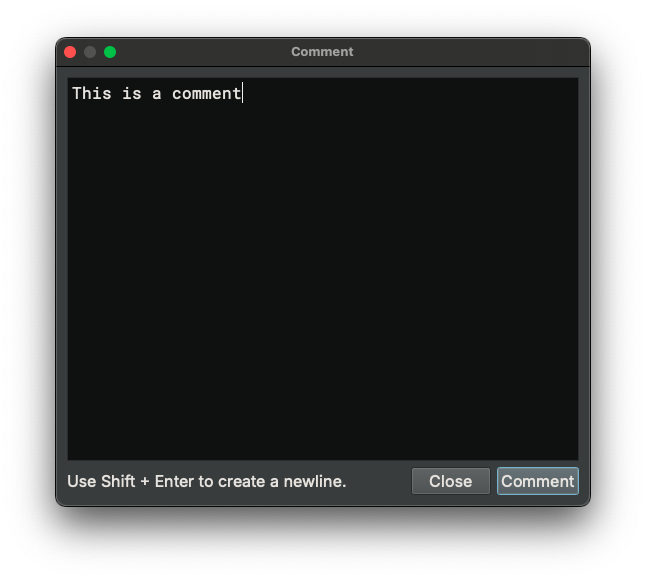 Comment
This is a comment
Use Shift + Enter to create a newline.
Close
Comment